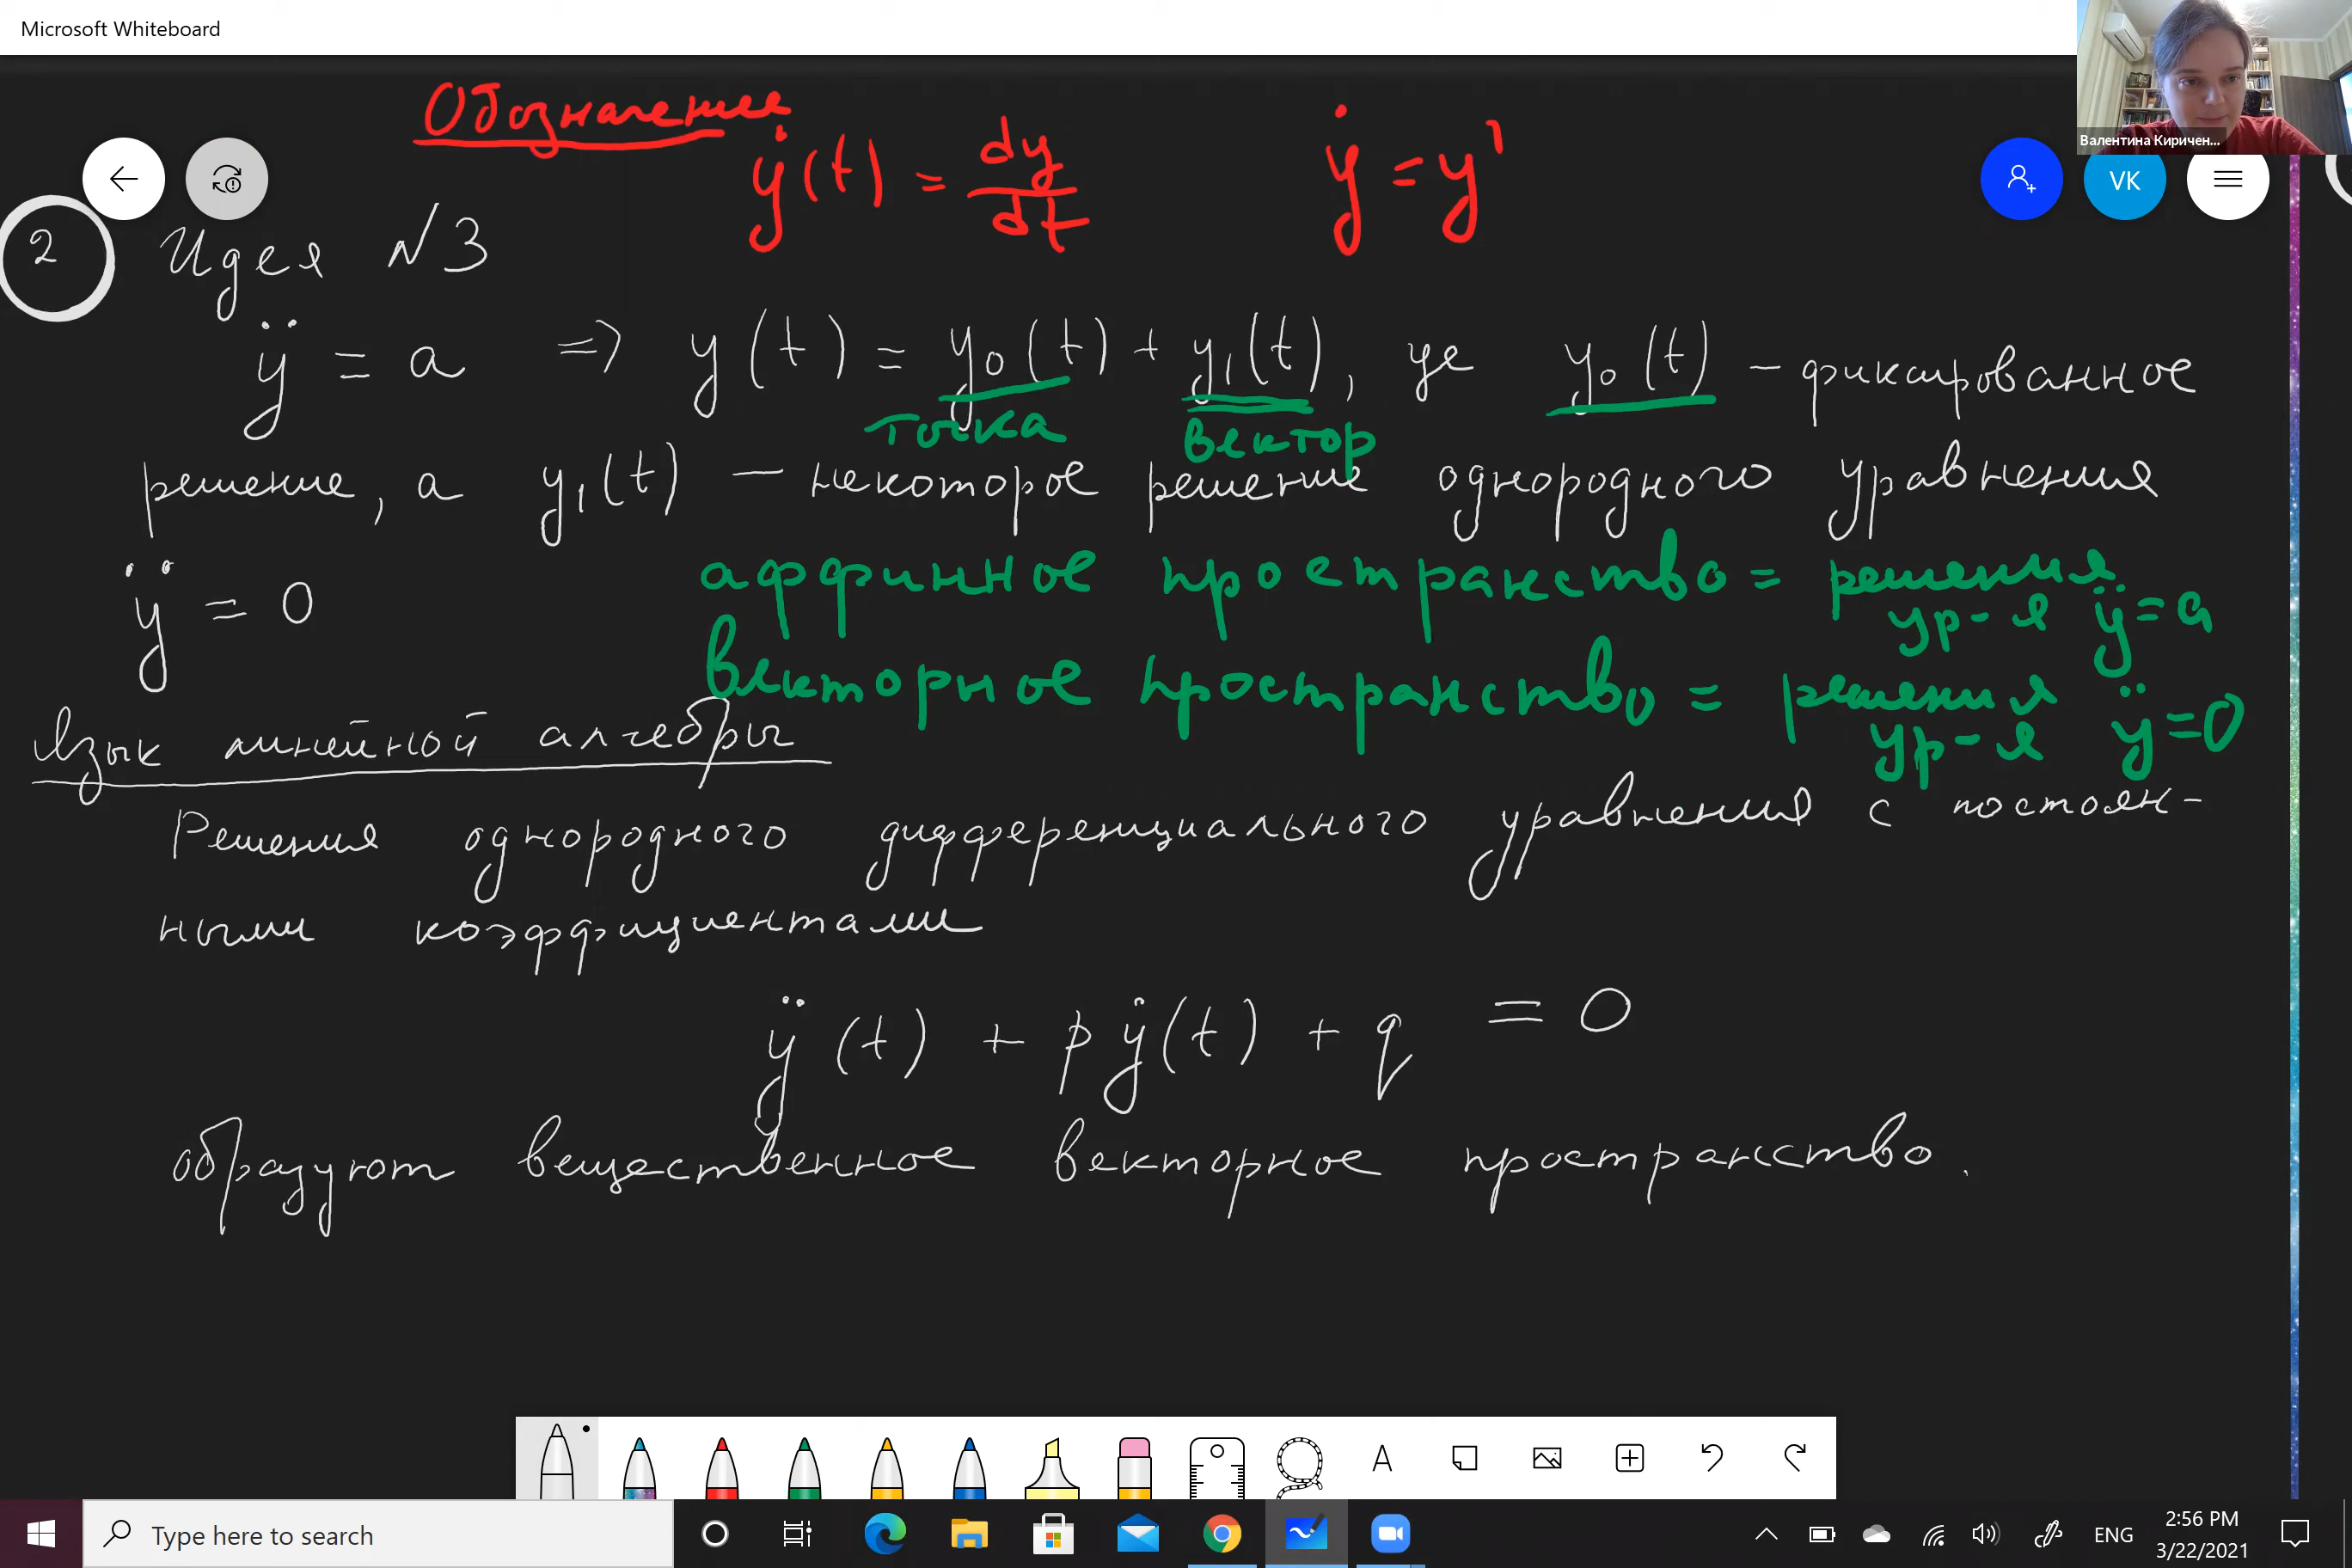 Microsoft Whiteboard
Валентина Киричен...
VK
Обозначение
ẏ(t) = dy/dt    ẏ = y'
2 Идея №3
ÿ = a => y(t) = y₀(t) + y₁(t), где y₀(t) – фиксированное
точка вектор
решение, а y₁(t) — некоторое решение однородного уравнения
ÿ = 0
аффинное пространство = решения
ур-я ÿ = a
векторное пространство = решения
ур-я ÿ = 0
Язык линейной алгебры
Решения однородного дифференциального уравнения с постоян-
ными коэффициентами
ÿ(t) + pẏ(t) + q = 0
образуют вещественное векторное пространство.
A
Type here to search
ENG
2:56 PM
3/22/2021